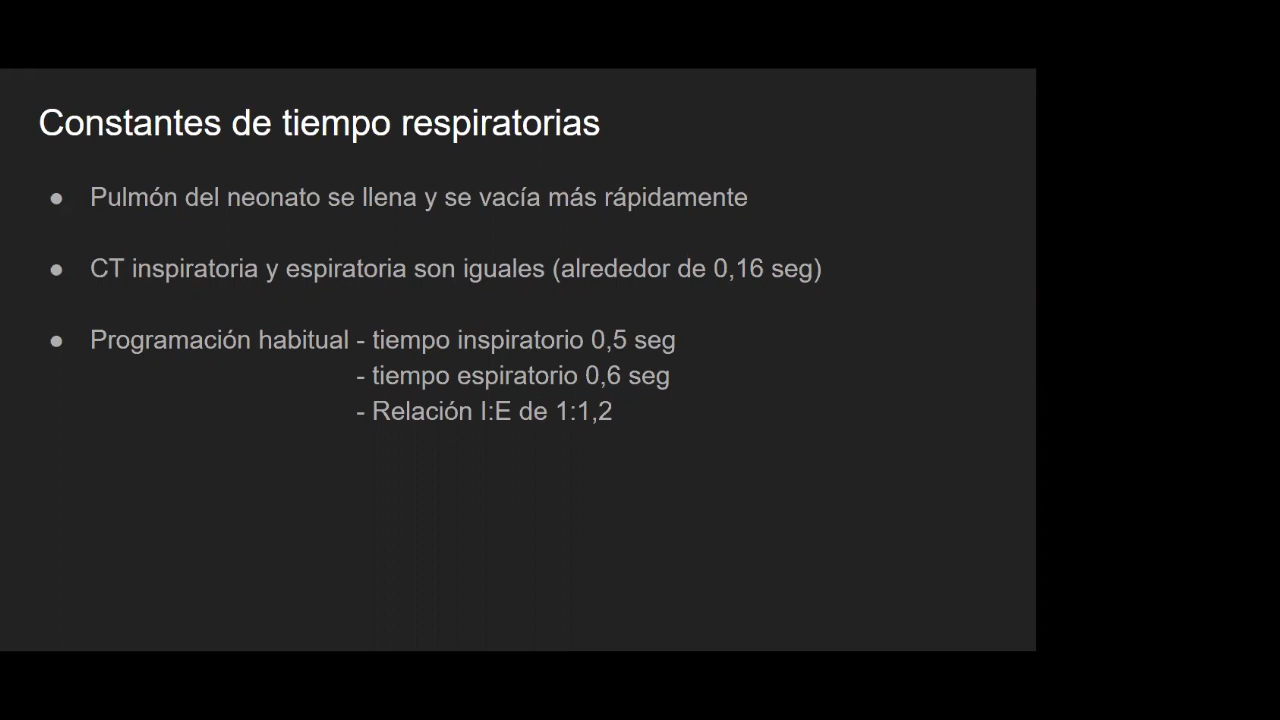 Constantes de tiempo respiratorias
● Pulmón del neonato se llena y se vacía más rápidamente
● CT inspiratoria y espiratoria son iguales (alrededor de 0,16 seg)
● Programación habitual - tiempo inspiratorio 0,5 seg
- tiempo espiratorio 0,6 seg
- Relación I:E de 1:1,2